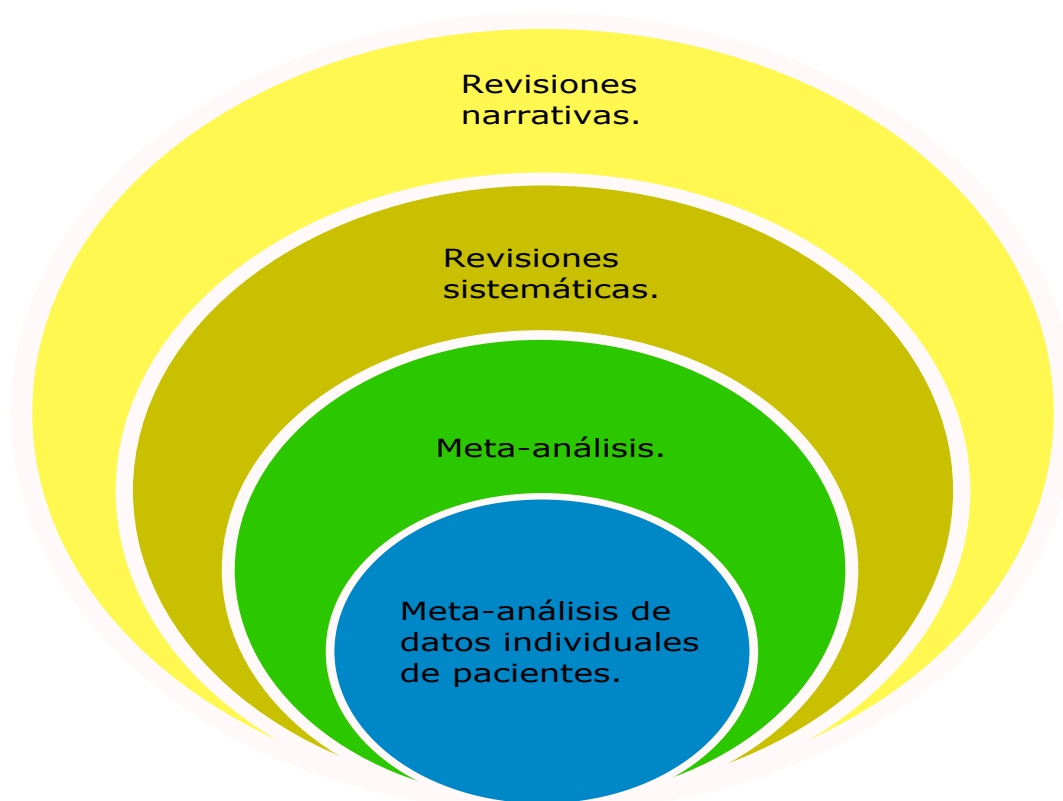 Revisiones
narrativas.
Revisiones
sistemáticas.
Meta-análisis.
Meta-análisis de
datos individuales
de pacientes.